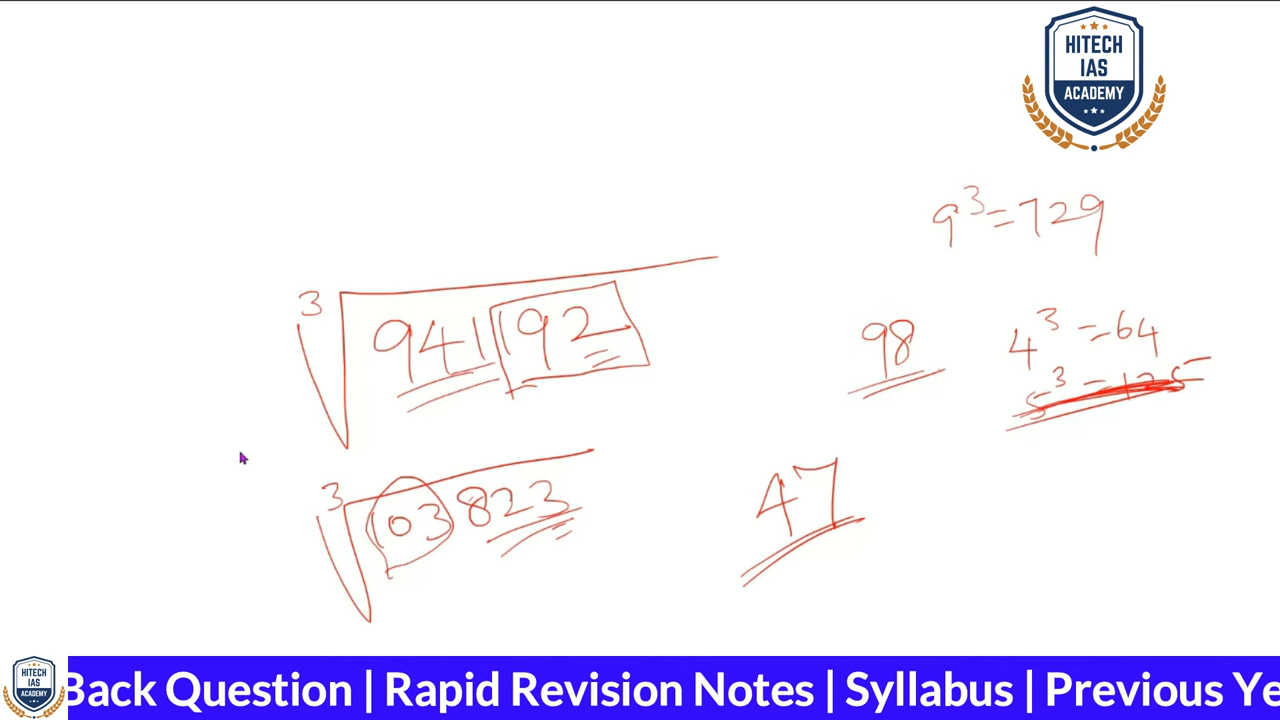 HITECH
IAS
ACADEMY
9³=729
³√941192
98
4³=64
5³=125
³√103823
47
HITECH
IAS
ACADEMY
Back Question | Rapid Revision Notes | Syllabus | Previous Ye